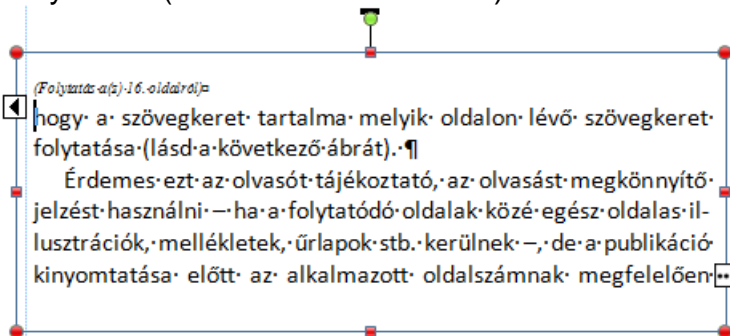 (Folytatás a(z) 16. oldalról)
hogy a szövegkeret tartalma melyik oldalon lévő szövegkeret
folytatása (lásd a következő ábrát). ¶
Érdemes ezt az olvasót tájékoztató, az olvasást megkönnyítő
jelzést használni – ha a folytatódó oldalak közé egész oldalas il-
lusztrációk, mellékletek, űrlapok stb. kerülnek –, de a publikáció
kinyomtatása előtt az alkalmazott oldalszámnak megfelelően